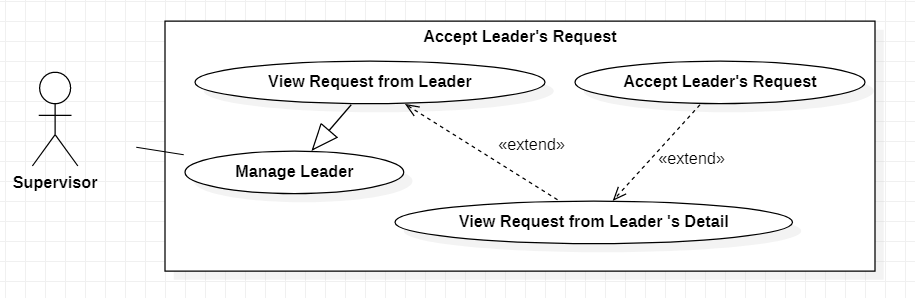 Accept Leader's Request
View Request from Leader
Accept Leader's Request
«extend»
«extend»
Manage Leader
Supervisor
View Request from Leader 's Detail